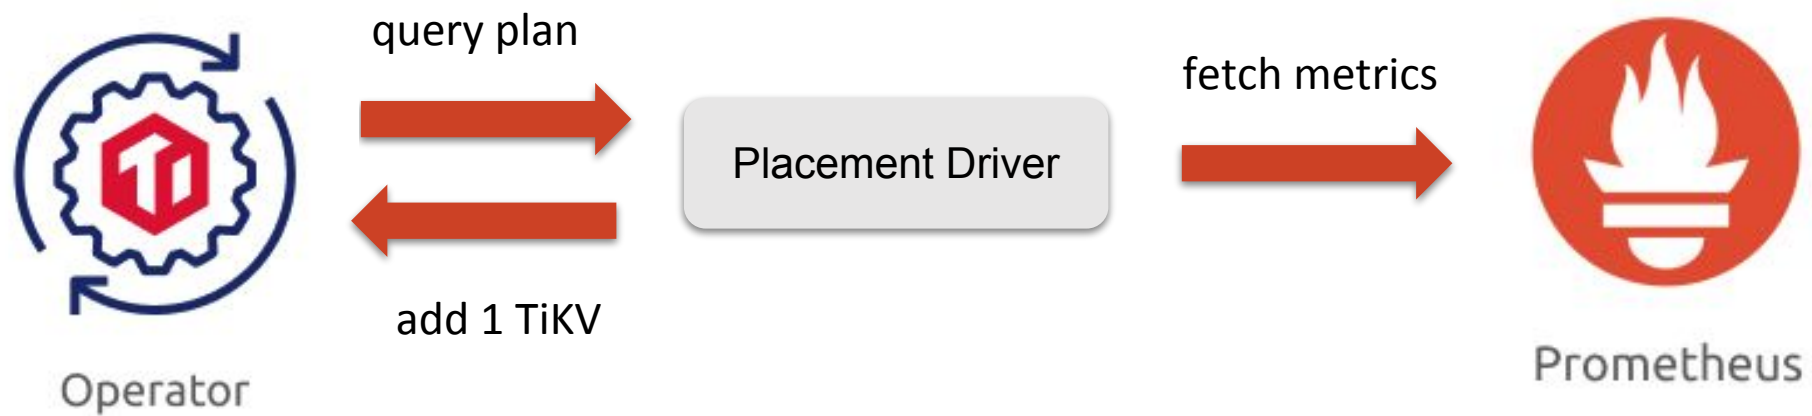 query plan
fetch metrics
Placement Driver
add 1 TiKV
Operator
Prometheus